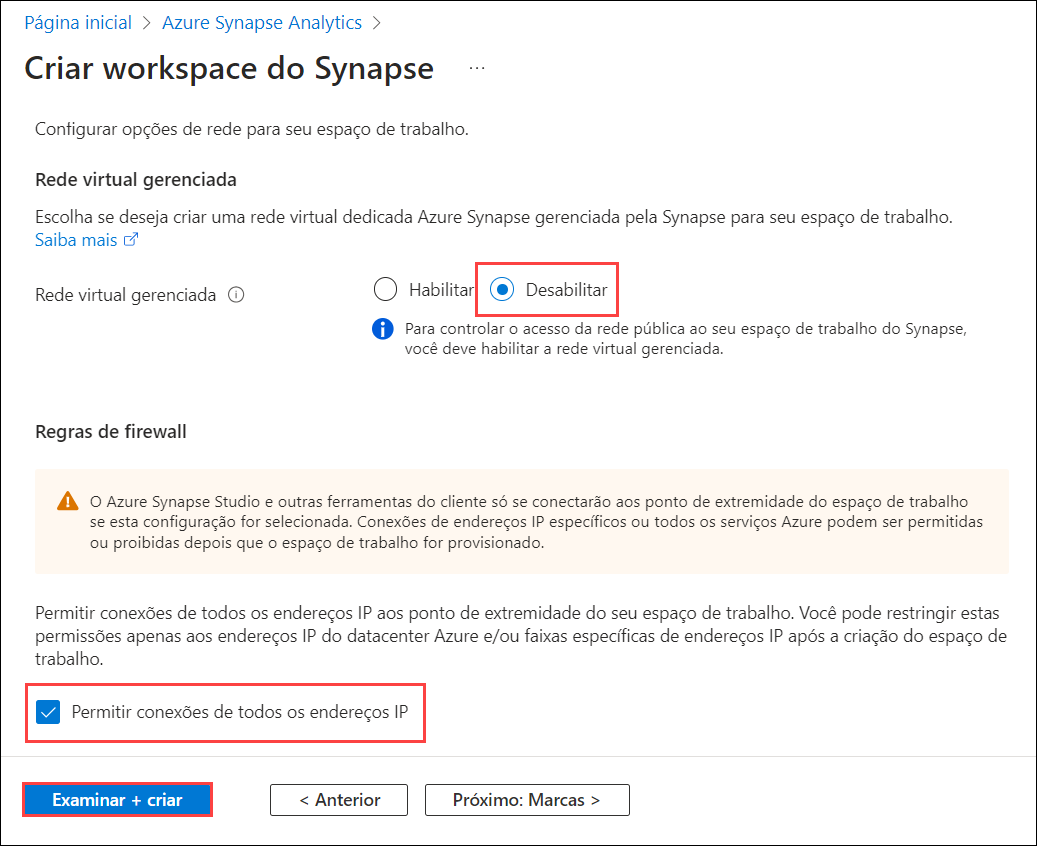 Página inicial > Azure Synapse Analytics >
Criar workspace do Synapse ...
Configurar opções de rede para seu espaço de trabalho.
Rede virtual gerenciada
Escolha se deseja criar uma rede virtual dedicada Azure Synapse gerenciada pela Synapse para seu espaço de trabalho.
Saiba mais
Rede virtual gerenciada Habilitar Desabilitar
Para controlar o acesso da rede pública ao seu espaço de trabalho do Synapse,
você deve habilitar a rede virtual gerenciada.
Regras de firewall
O Azure Synapse Studio e outras ferramentas do cliente só se conectarão aos ponto de extremidade do espaço de trabalho
se esta configuração for selecionada. Conexões de endereços IP específicos ou todos os serviços Azure podem ser permitidas
ou proibidas depois que o espaço de trabalho for provisionado.
Permitir conexões de todos os endereços IP aos ponto de extremidade do seu espaço de trabalho. Você pode restringir estas
permissões apenas aos endereços IP do datacenter Azure e/ou faixas específicas de endereços IP após a criação do espaço de
trabalho.
Permitir conexões de todos os endereços IP
Examinar + criar < Anterior Próximo: Marcas >